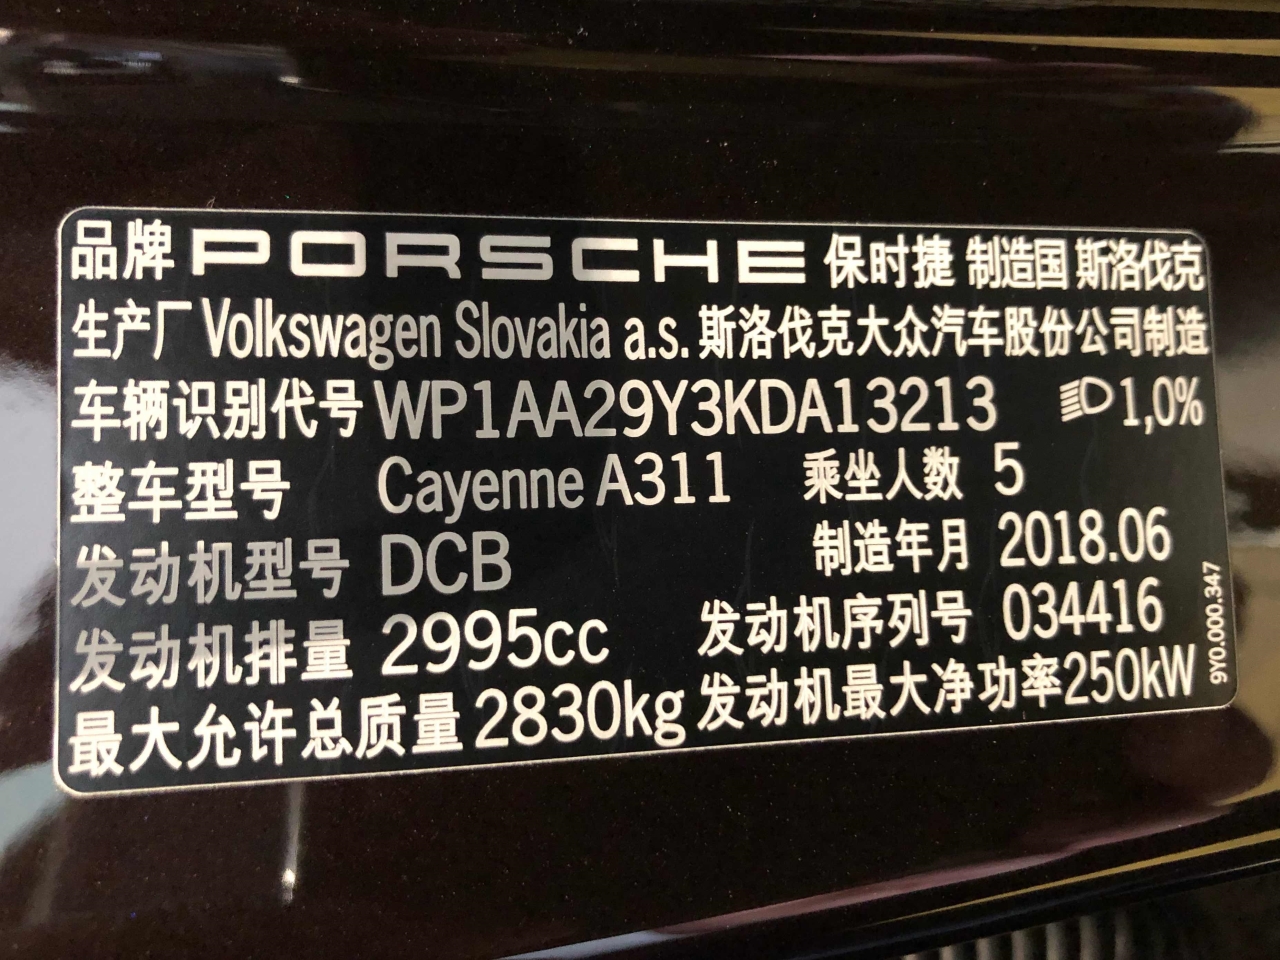 品牌 PORSCHE 保时捷 制造国 斯洛伐克
生产厂 Volkswagen Slovakia a.s. 斯洛伐克大众汽车股份公司制造
车辆识别代号 WP1AA29Y3KDA13213 1,0%
整车型号 Cayenne A311 乘坐人数 5
发动机型号 DCB 制造年月 2018.06
发动机排量 2995cc 发动机序列号 034416
最大允许总质量 2830kg 发动机最大净功率 250kW
9Y0.000.347